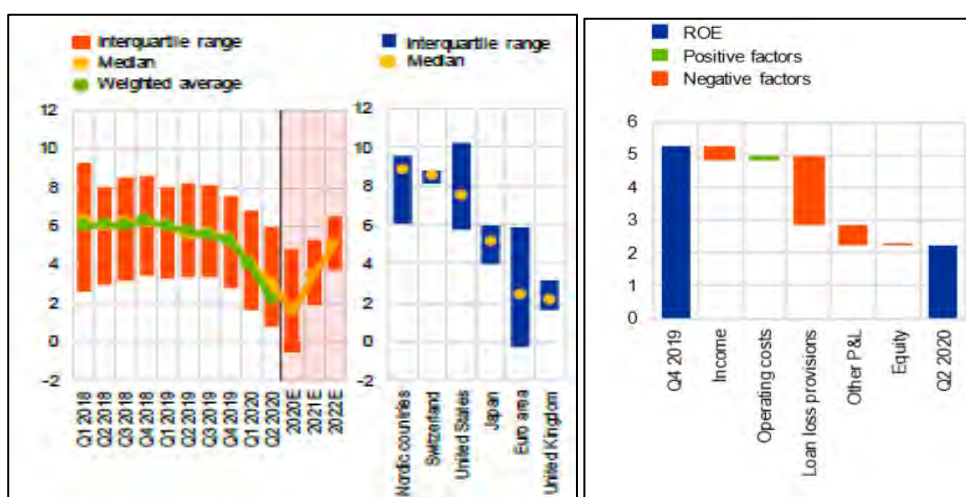 Interquartile range
Median
Weighted average
12
10
8
6
4
2
0
-2
Q1 2018
Q2 2018
Q3 2018
Q4 2018
Q1 2019
Q2 2019
Q3 2019
Q4 2019
Q1 2020
Q2 2020
2020E
2021E
2022E
Interquartile range
Median
12
10
8
6
4
2
0
-2
Nordic countries
Switzerland
United States
Japan
Euro area
United Kingdom
ROE
Positive factors
Negative factors
6
5
4
3
2
1
0
Q4 2019
Income
Operating costs
Loan loss provisions
Other P&L
Equity
Q2 2020